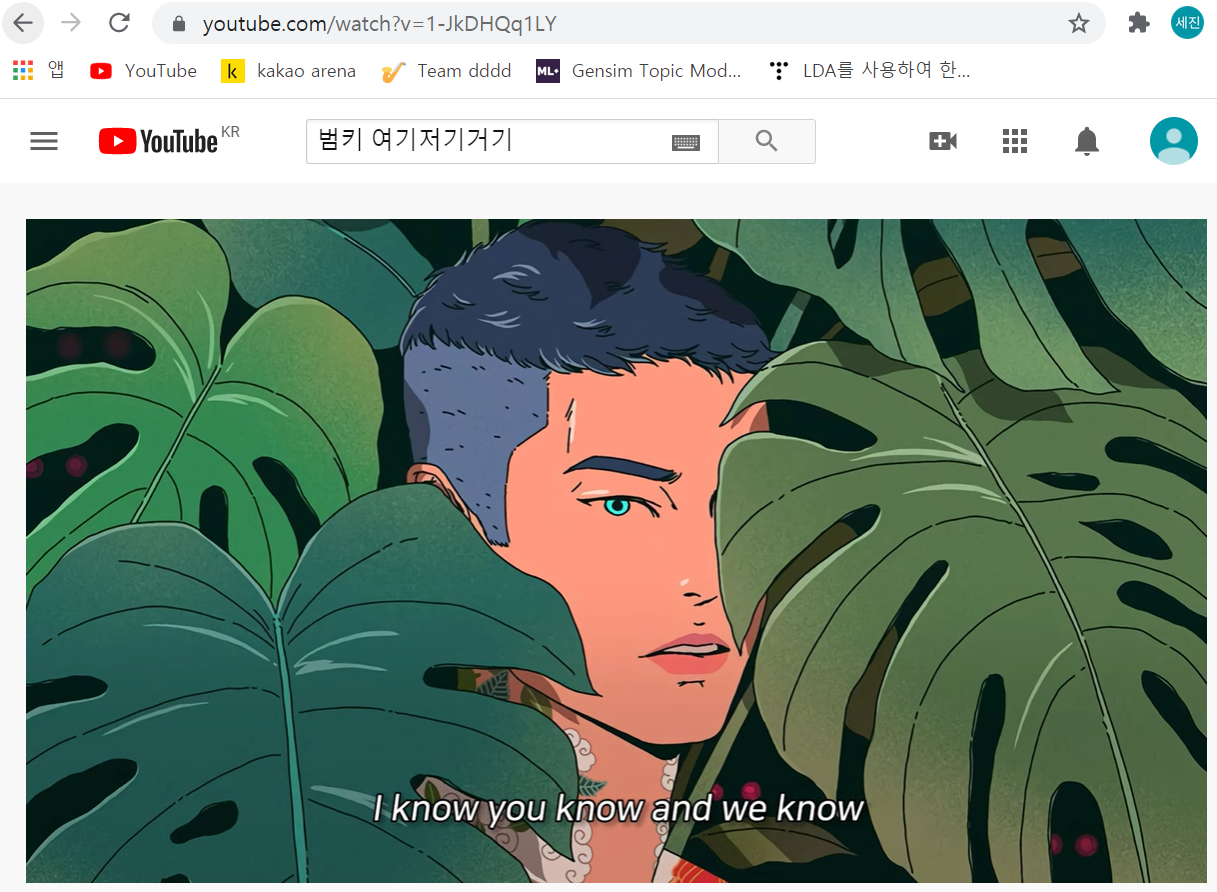 youtube.com/watch?v=1-JkDHQq1LY
세진
앱 YouTube k kakao arena Team dddd ML• Gensim Topic Mod... LDA를 사용하여 한...
YouTube KR
범키 여기저기거기
I know you know and we know